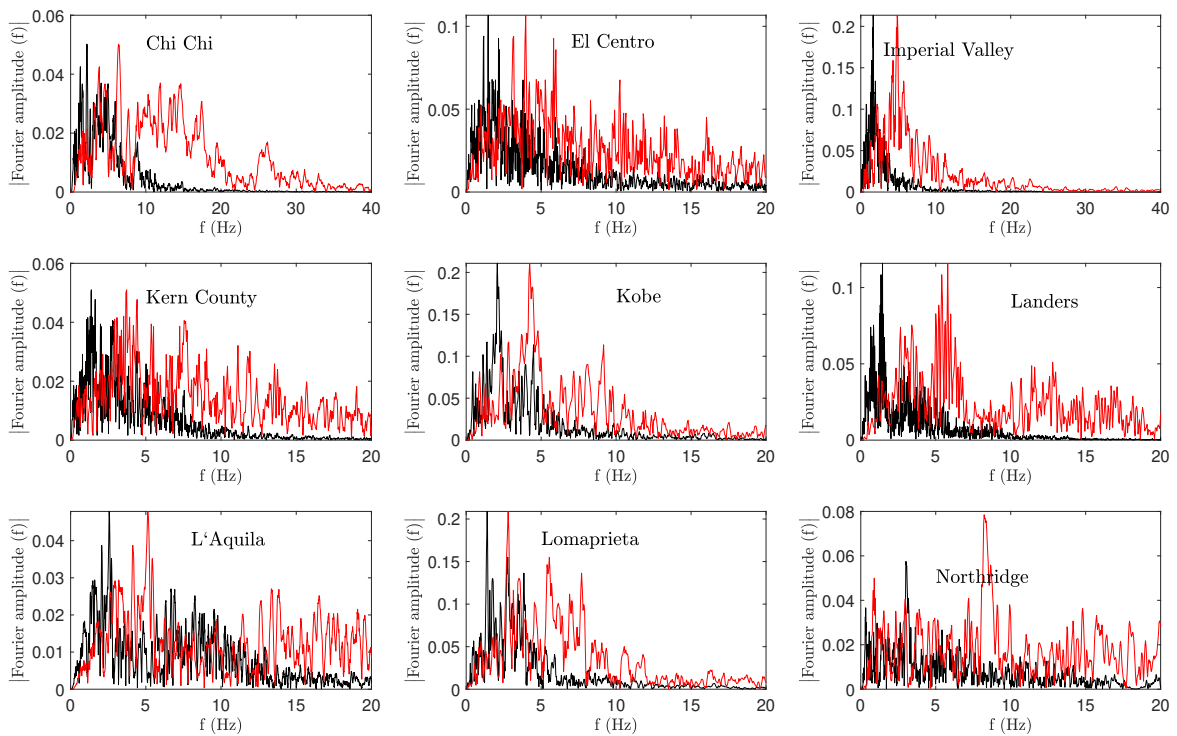 0.06
0.04
0.02
0
|Fourier amplitude (f)|
Chi Chi
0 10 20 30 40
f (Hz)
0.1
0.05
0
|Fourier amplitude (f)|
El Centro
0 5 10 15 20
f (Hz)
0.2
0.15
0.1
0.05
0
|Fourier amplitude (f)|
Imperial Valley
0 10 20 30 40
f (Hz)
0.06
0.04
0.02
0
|Fourier amplitude (f)|
Kern County
0 5 10 15 20
f (Hz)
0.2
0.15
0.1
0.05
0
|Fourier amplitude (f)|
Kobe
0 5 10 15 20
f (Hz)
0.1
0.05
0
|Fourier amplitude (f)|
Landers
0 5 10 15 20
f (Hz)
0.04
0.03
0.02
0.01
0
|Fourier amplitude (f)|
L‘Aquila
0 5 10 15 20
f (Hz)
0.2
0.15
0.1
0.05
0
|Fourier amplitude (f)|
Lomaprieta
0 5 10 15 20
f (Hz)
0.08
0.06
0.04
0.02
0
|Fourier amplitude (f)|
Northridge
0 5 10 15 20
f (Hz)